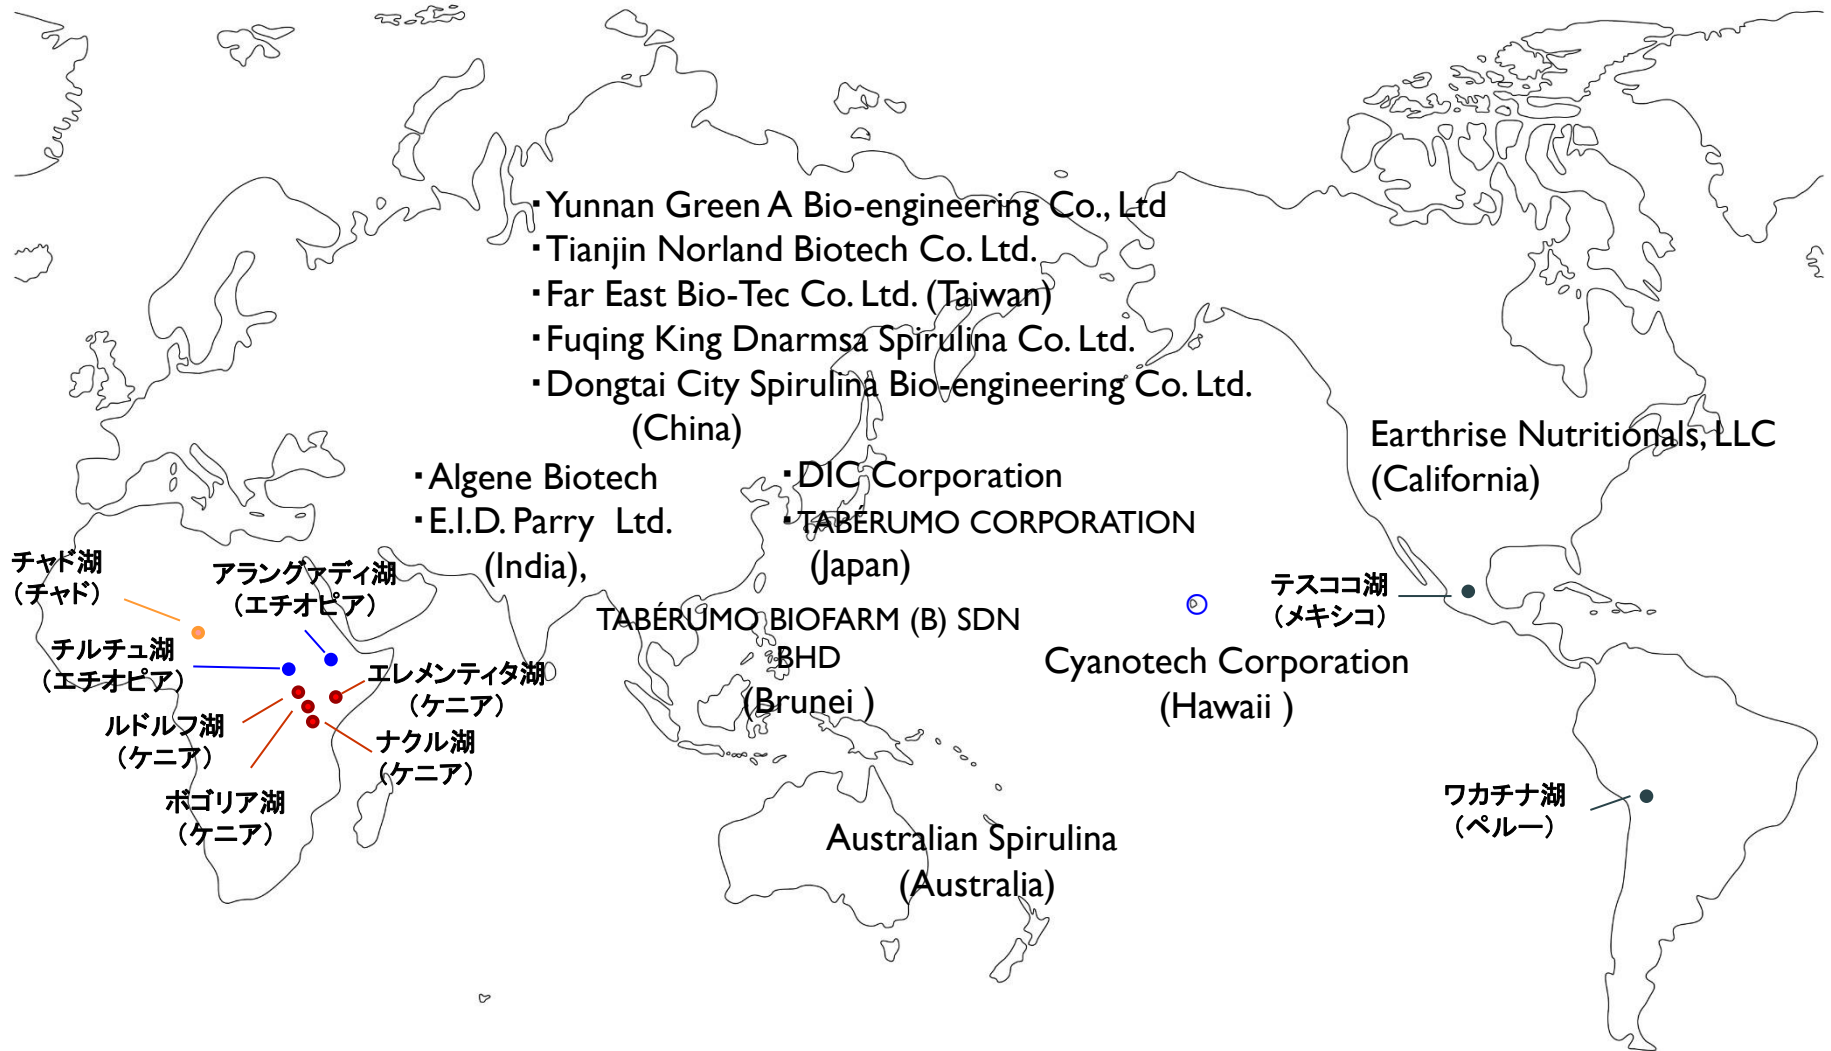 ・Yunnan Green A Bio-engineering Co., Ltd
・Tianjin Norland Biotech Co. Ltd.
・Far East Bio-Tec Co. Ltd. (Taiwan)
・Fuqing King Dnarmsa Spirulina Co. Ltd.
・Dongtai City Spirulina Bio-engineering Co. Ltd.
(China)
・Algene Biotech
・E.I.D. Parry Ltd.
(India),
・DIC Corporation
・TABÉRUMO CORPORATION
(Japan)
Earthrise Nutritionals, LLC
(California)
チャド湖
（チャド）
アラングァディ湖
（エチオピア）
チルチュ湖
（エチオピア）
エレメンティタ湖
（ケニア）
ルドルフ湖
（ケニア）
ナクル湖
（ケニア）
ボゴリア湖
（ケニア）
TABÉRUMO BIOFARM (B) SDN
BHD
(Brunei )
Cyanotech Corporation
(Hawaii )
テスココ湖
（メキシコ）
ワカチナ湖
（ペルー）
Australian Spirulina
(Australia)